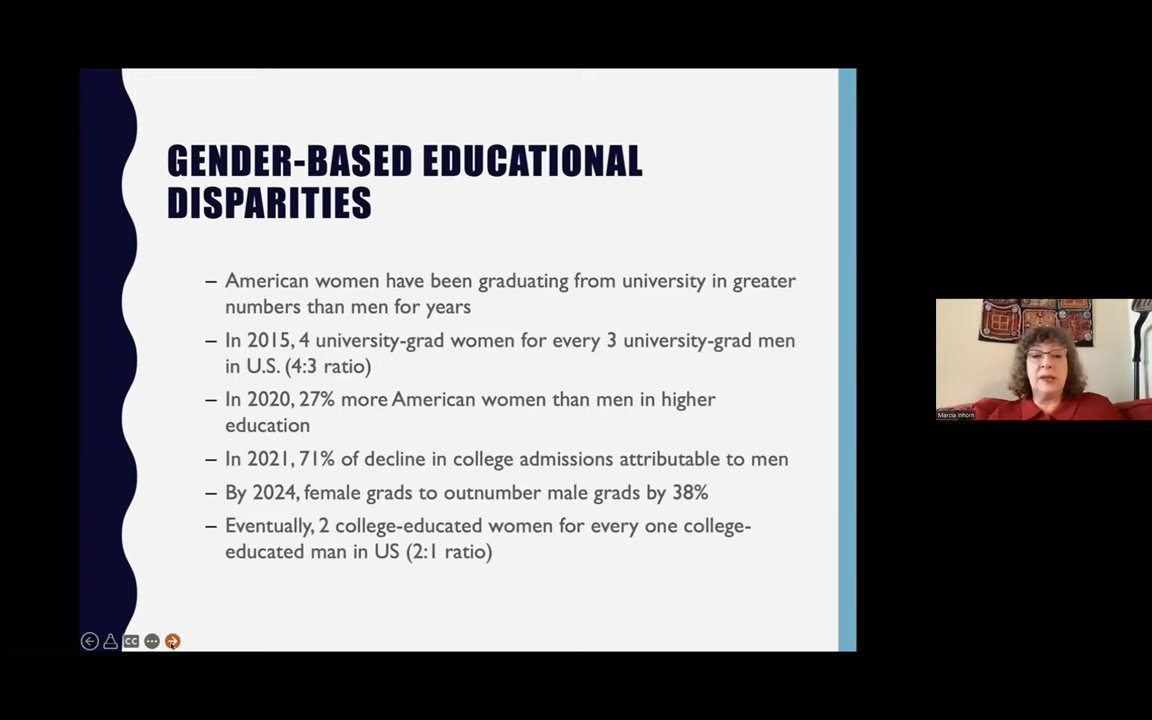 GENDER-BASED EDUCATIONAL
DISPARITIES
– American women have been graduating from university in greater
numbers than men for years
– In 2015, 4 university-grad women for every 3 university-grad men
in U.S. (4:3 ratio)
– In 2020, 27% more American women than men in higher
education
– In 2021, 71% of decline in college admissions attributable to men
– By 2024, female grads to outnumber male grads by 38%
– Eventually, 2 college-educated women for every one college-
educated man in US (2:1 ratio)
CC
Marcia Inhorn